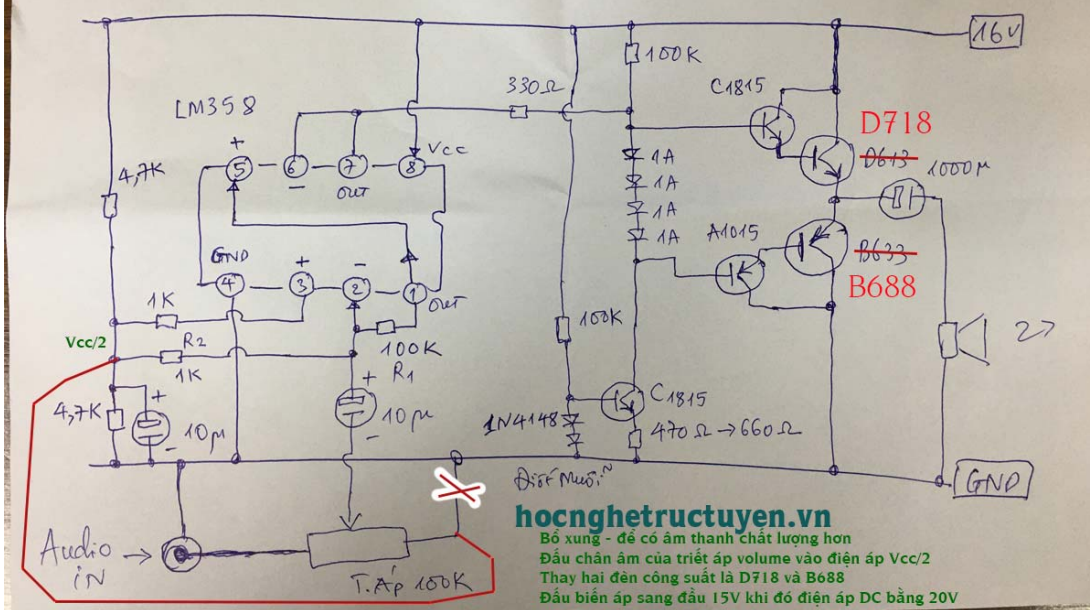 16V
100K
330Ω
C1815
LM358
D718
D613
+
5
6
7
8
Vcc
-
OUT
4,7K
1A
1A
1A
1A
1000µ
A1015
B633
B688
GND
+
-
4
3
2
1
OUT
1K
100K
R1
100K
Vcc/2
R2
1K
4,7K
+
10µ
-
+
10µ
-
C1815
1N4148
470Ω → 660Ω
Điốt Muỗi
GND
Audio →
iN
T.Áp 100K
hocnghetructuyen.vn
Bổ xung - để có âm thanh chất lượng hơn
Đấu chân âm của triết áp volume vào điện áp Vcc/2
Thay hai đèn công suất là D718 và B688
Đấu biến áp sang đầu 15V khi đó điện áp DC bằng 20V